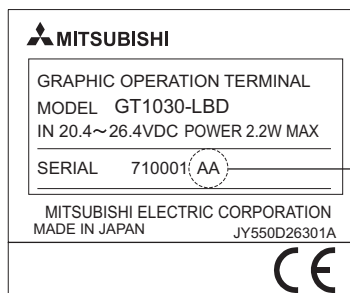 MITSUBISHI
GRAPHIC OPERATION TERMINAL
MODEL GT1030-LBD
IN 20.4~26.4VDC POWER 2.2W MAX
SERIAL 710001 AA
MITSUBISHI ELECTRIC CORPORATION
MADE IN JAPAN JY550D26301A
CE